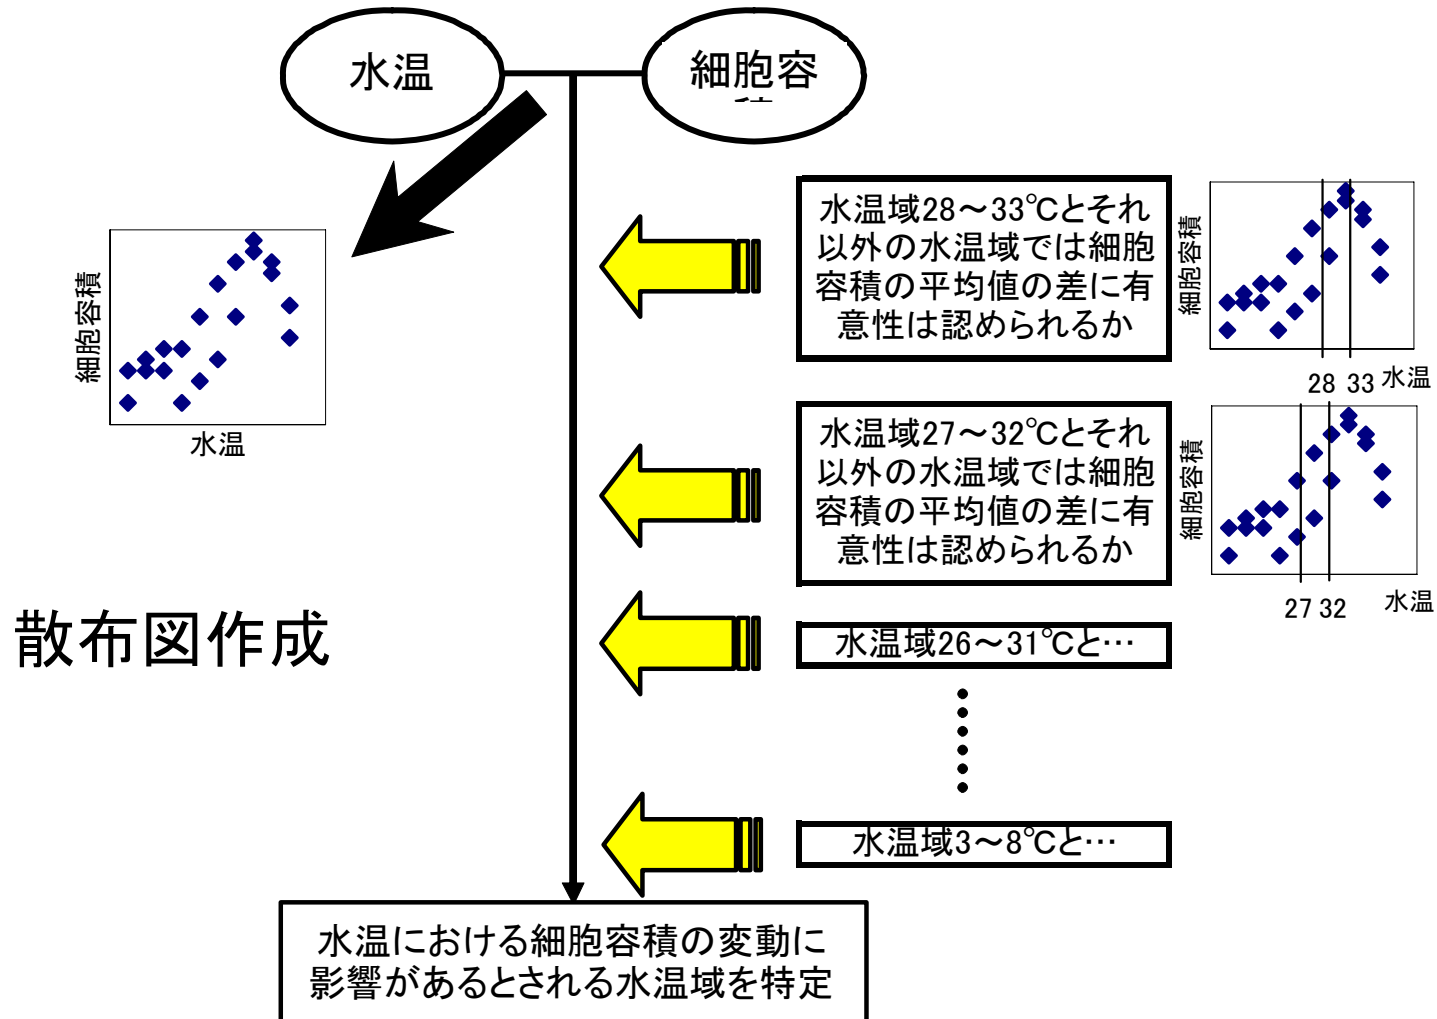 水温
細胞容
水温域28～33℃とそれ
以外の水温域では細胞
容積の平均値の差に有
意性は認められるか
細胞容積
28 33 水温
細胞容積
水温
水温域27～32℃とそれ
以外の水温域では細胞
容積の平均値の差に有
意性は認められるか
細胞容積
27 32 水温
散布図作成
水温域26～31℃と…
水温域3～8℃と…
水温における細胞容積の変動に
影響があるとされる水温域を特定